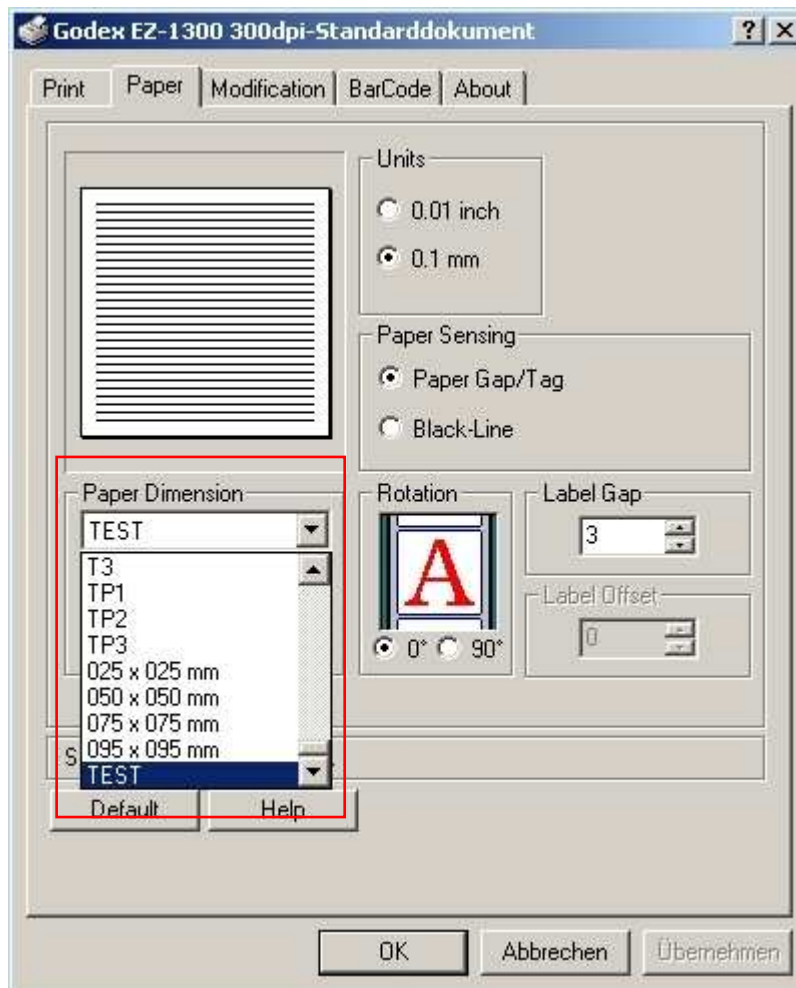 Godex EZ-1300 300dpi-Standarddokument
Print Paper Modification BarCode About
Units
0.01 inch
0.1 mm
Paper Sensing
Paper Gap/Tag
Black-Line
Paper Dimension
TEST
T3
TP1
TP2
TP3
025 x 025 mm
050 x 050 mm
075 x 075 mm
095 x 095 mm
TEST
Rotation
A
0° 90°
Label Gap
3
Label Offset
0
Default Help
OK Abbrechen Übernehmen